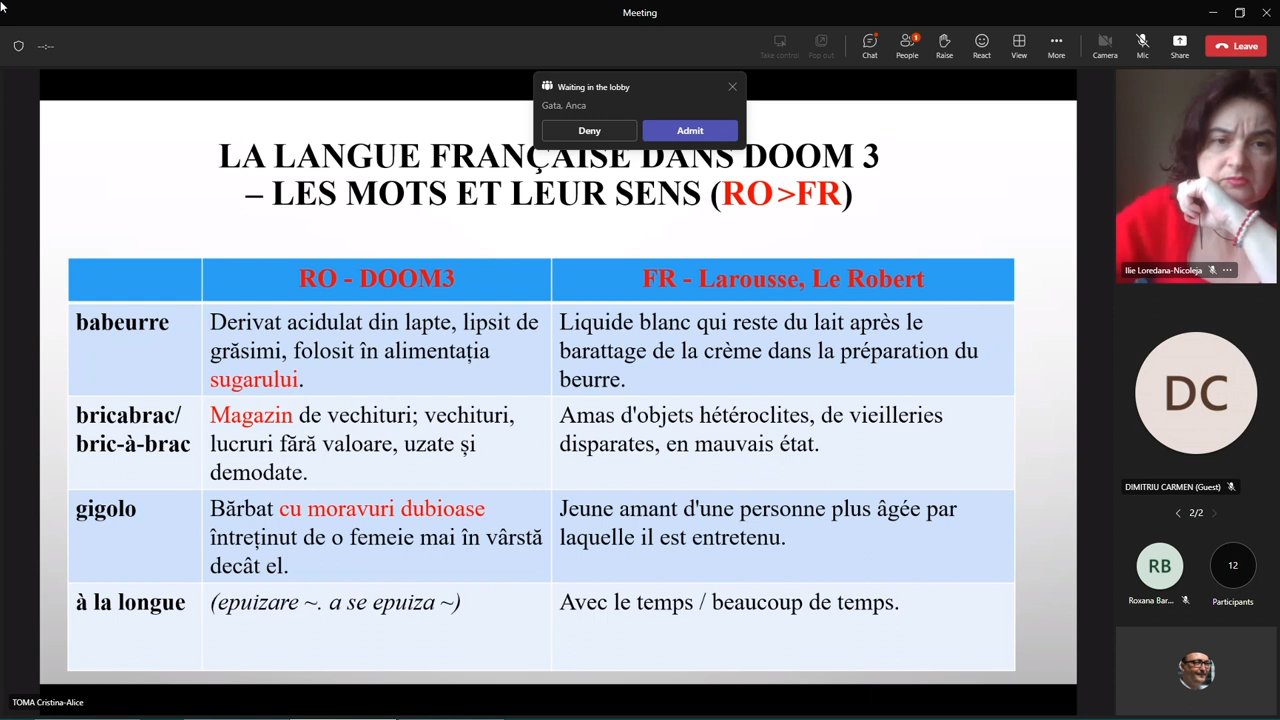 Meeting
--:--
Take control
Pop out
Chat
1
People
Raise
React
View
More
Camera
Mic
Share
Leave
Waiting in the lobby
Gata, Anca
Deny
Admit
LA LANGUE FRANÇAISE DANS DOOM 3
– LES MOTS ET LEUR SENS (RO>FR)
RO - DOOM3
FR - Larousse, Le Robert
babeurre
Derivat acidulat din lapte, lipsit de
grăsimi, folosit în alimentația
sugarului.
Liquide blanc qui reste du lait après le
barattage de la crème dans la préparation du
beurre.
bricabrac/
bric-à-brac
Magazin de vechituri; vechituri,
lucruri fără valoare, uzate și
demodate.
Amas d'objets hétéroclites, de vieilleries
disparates, en mauvais état.
gigolo
Bărbat cu moravuri dubioase
întreținut de o femeie mai în vârstă
decât el.
Jeune amant d'une personne plus âgée par
laquelle il est entretenu.
à la longue
(epuizare ~. a se epuiza ~)
Avec le temps / beaucoup de temps.
TOMA Cristina-Alice
Ilie Loredana-Nicoleja
DC
DIMITRIU CARMEN (Guest)
2/2
RB
Roxana Bar...
12
Participants